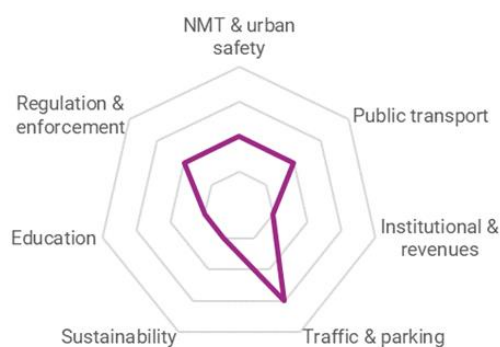 NMT & urban
safety
Regulation &
enforcement
Public transport
Education
Institutional &
revenues
Sustainability
Traffic & parking